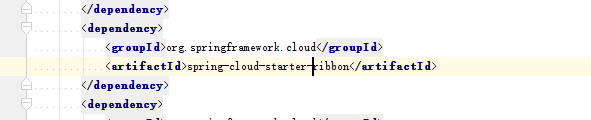 </dependency>
<dependency>
<groupId>org.springframework.cloud</groupId>
<artifactId>spring-cloud-starter-ribbon</artifactId>
</dependency>
<dependency>